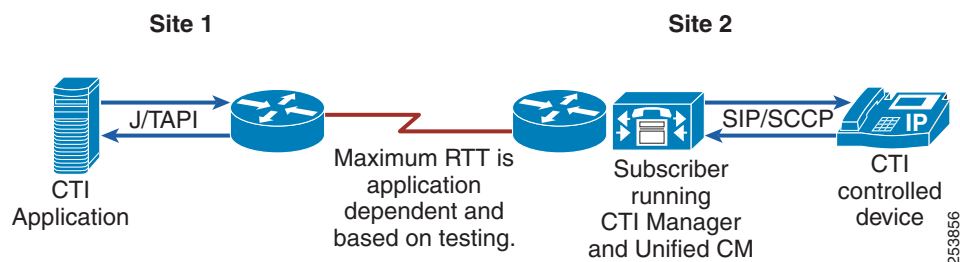 Site 1
Site 2
J/TAPI
SIP/SCCP
IP
CTI
Application
Maximum RTT is
application
dependent and
based on testing.
Subscriber
running
CTI Manager
and Unified CM
CTI
controlled
device
253856